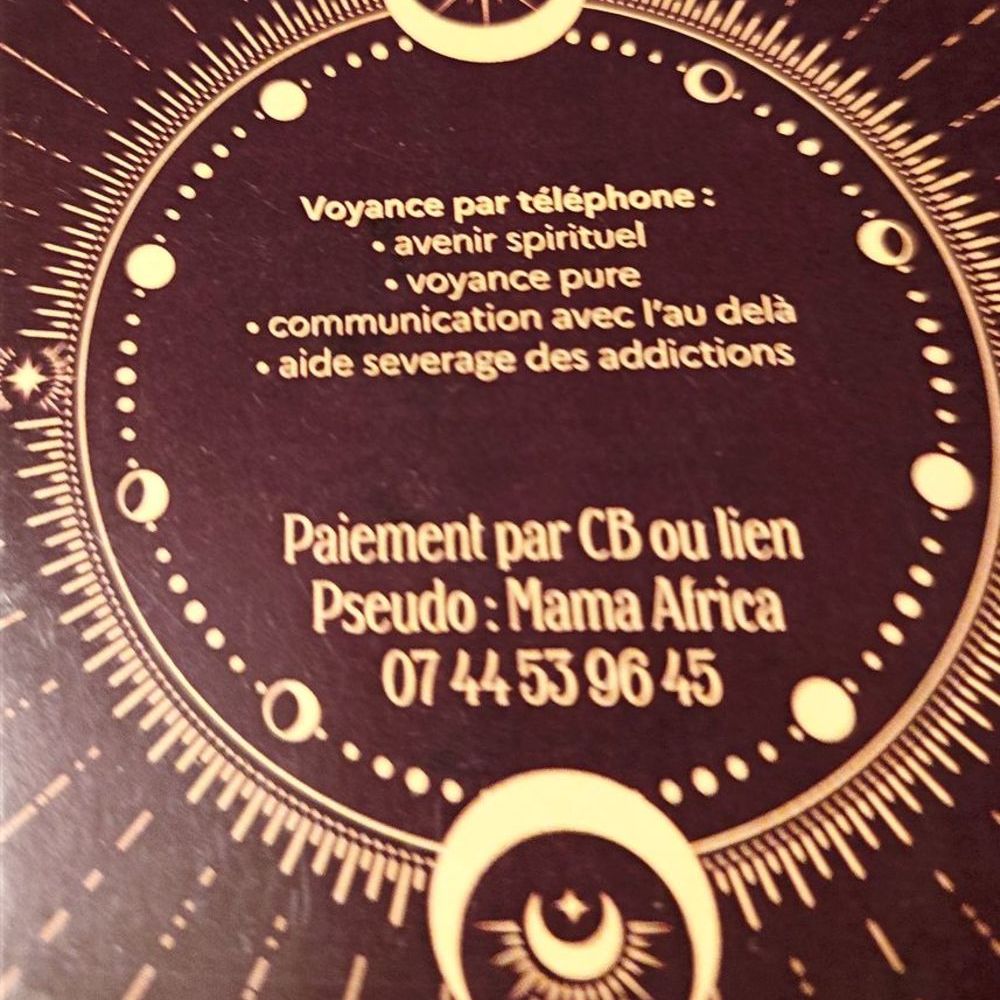 Voyance par téléphone :
• avenir spirituel
• voyance pure
• communication avec l'au delà
• aide severage des addictions
Paiement par CB ou lien
Pseudo : Mama Africa
07 44 53 96 45